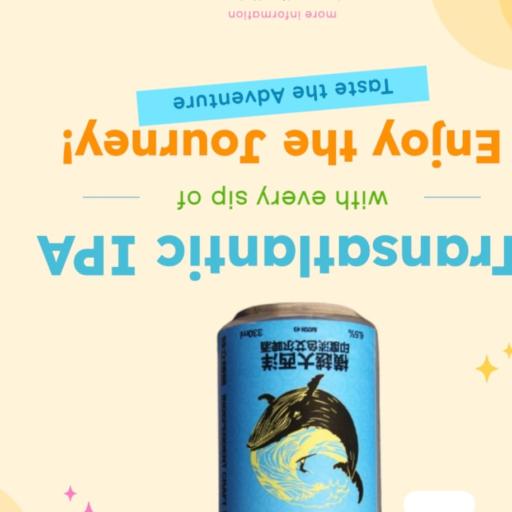 横越大西洋
印度淡色艾尔啤酒
6.5%
330ml
Transatlantic IPA
with every sip of
Enjoy the Journey!
Taste the Adventure
more information